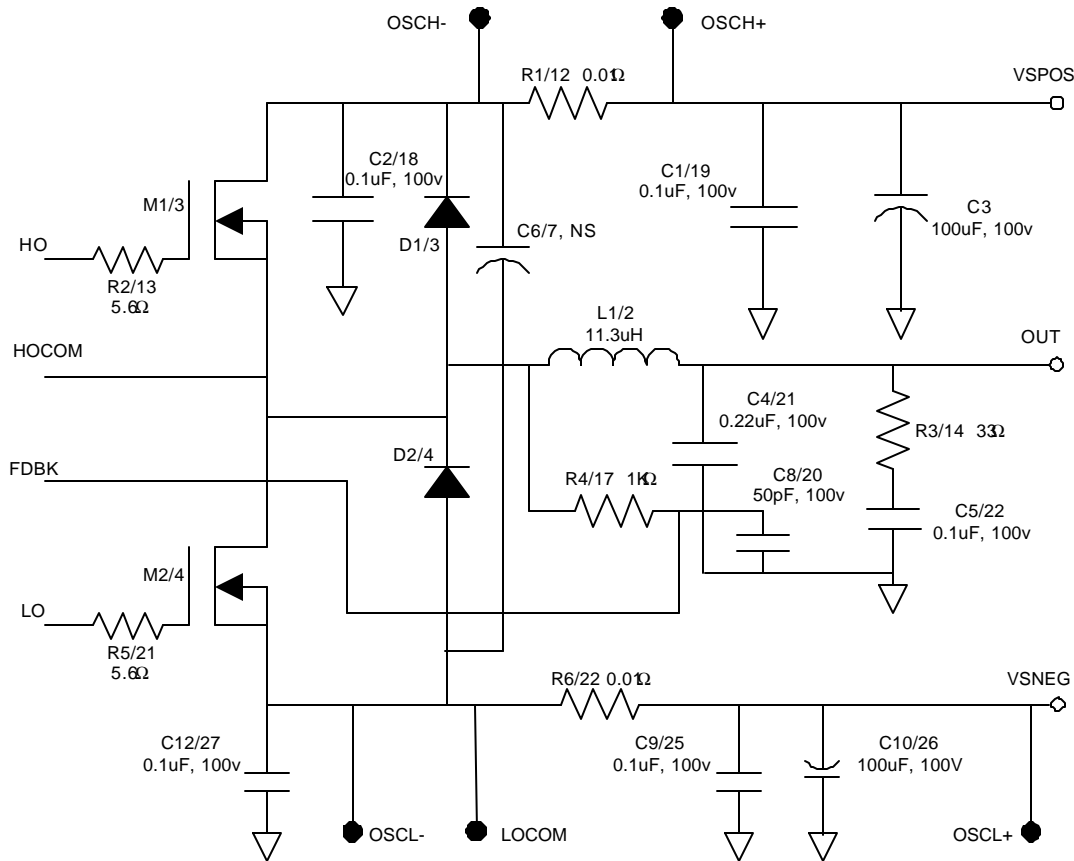 OSCH-
OSCH+
R1/12 0.01Ω
VSPOS
C2/18
0.1uF, 100v
C1/19
0.1uF, 100v
C3
100uF, 100v
M1/3
D1/3
C6/7, NS
HO
R2/13
5.6Ω
L1/2
11.3uH
HOCOM
OUT
C4/21
0.22uF, 100v
R3/14 33Ω
FDBK
D2/4
R4/17 1KΩ
C8/20
50pF, 100v
C5/22
0.1uF, 100v
M2/4
LO
R5/21
5.6Ω
R6/22 0.01Ω
VSNEG
C12/27
0.1uF, 100v
C9/25
0.1uF, 100v
C10/26
100uF, 100V
OSCL-
LOCOM
OSCL+